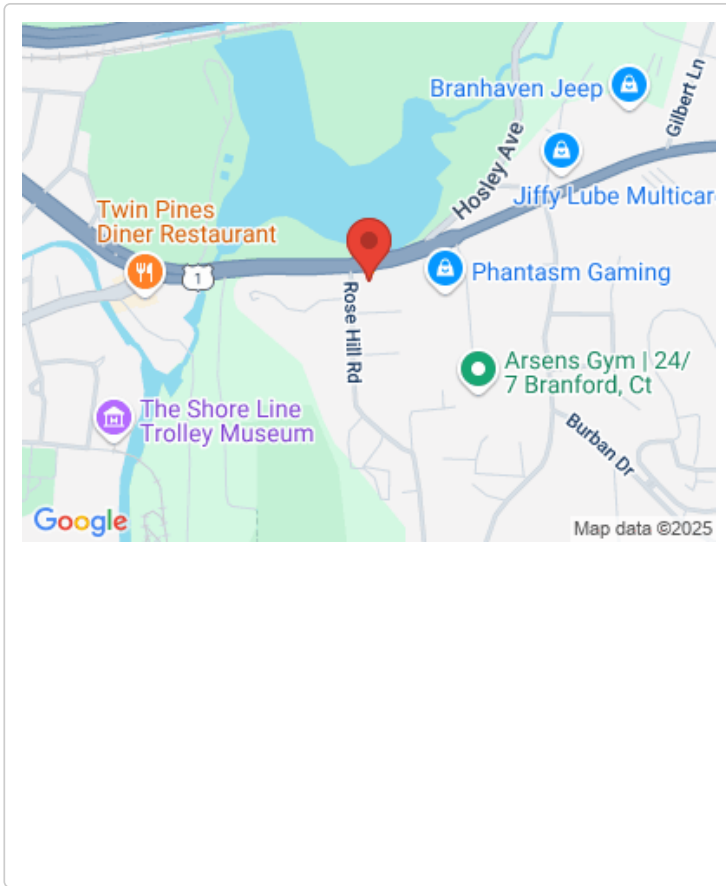 Branhaven Jeep
Gilbert Ln
Hosley Ave
Jiffy Lube Multicar
Twin Pines
Diner Restaurant
1
Phantasm Gaming
Rose Hill Rd
Arsens Gym | 24/
7 Branford, Ct
The Shore Line
Trolley Museum
Burban Dr
Google
Map data ©2025